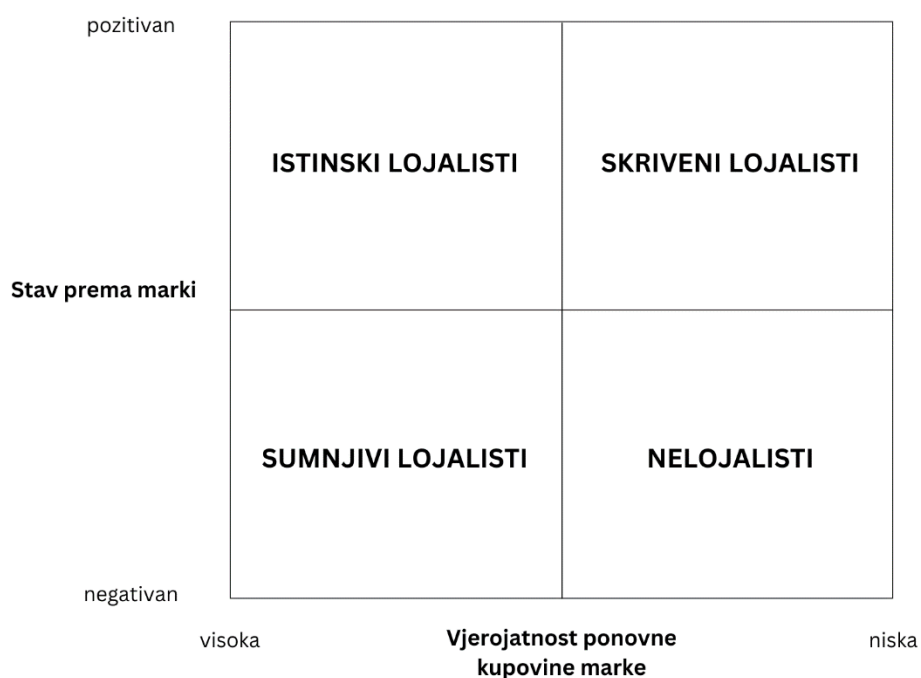 pozitivan
ISTINSKI LOJALISTI
SKRIVENI LOJALISTI
Stav prema marki
SUMNJIVI LOJALISTI
NELOJALISTI
negativan
visoka
Vjerojatnost ponovne
kupovine marke
niska